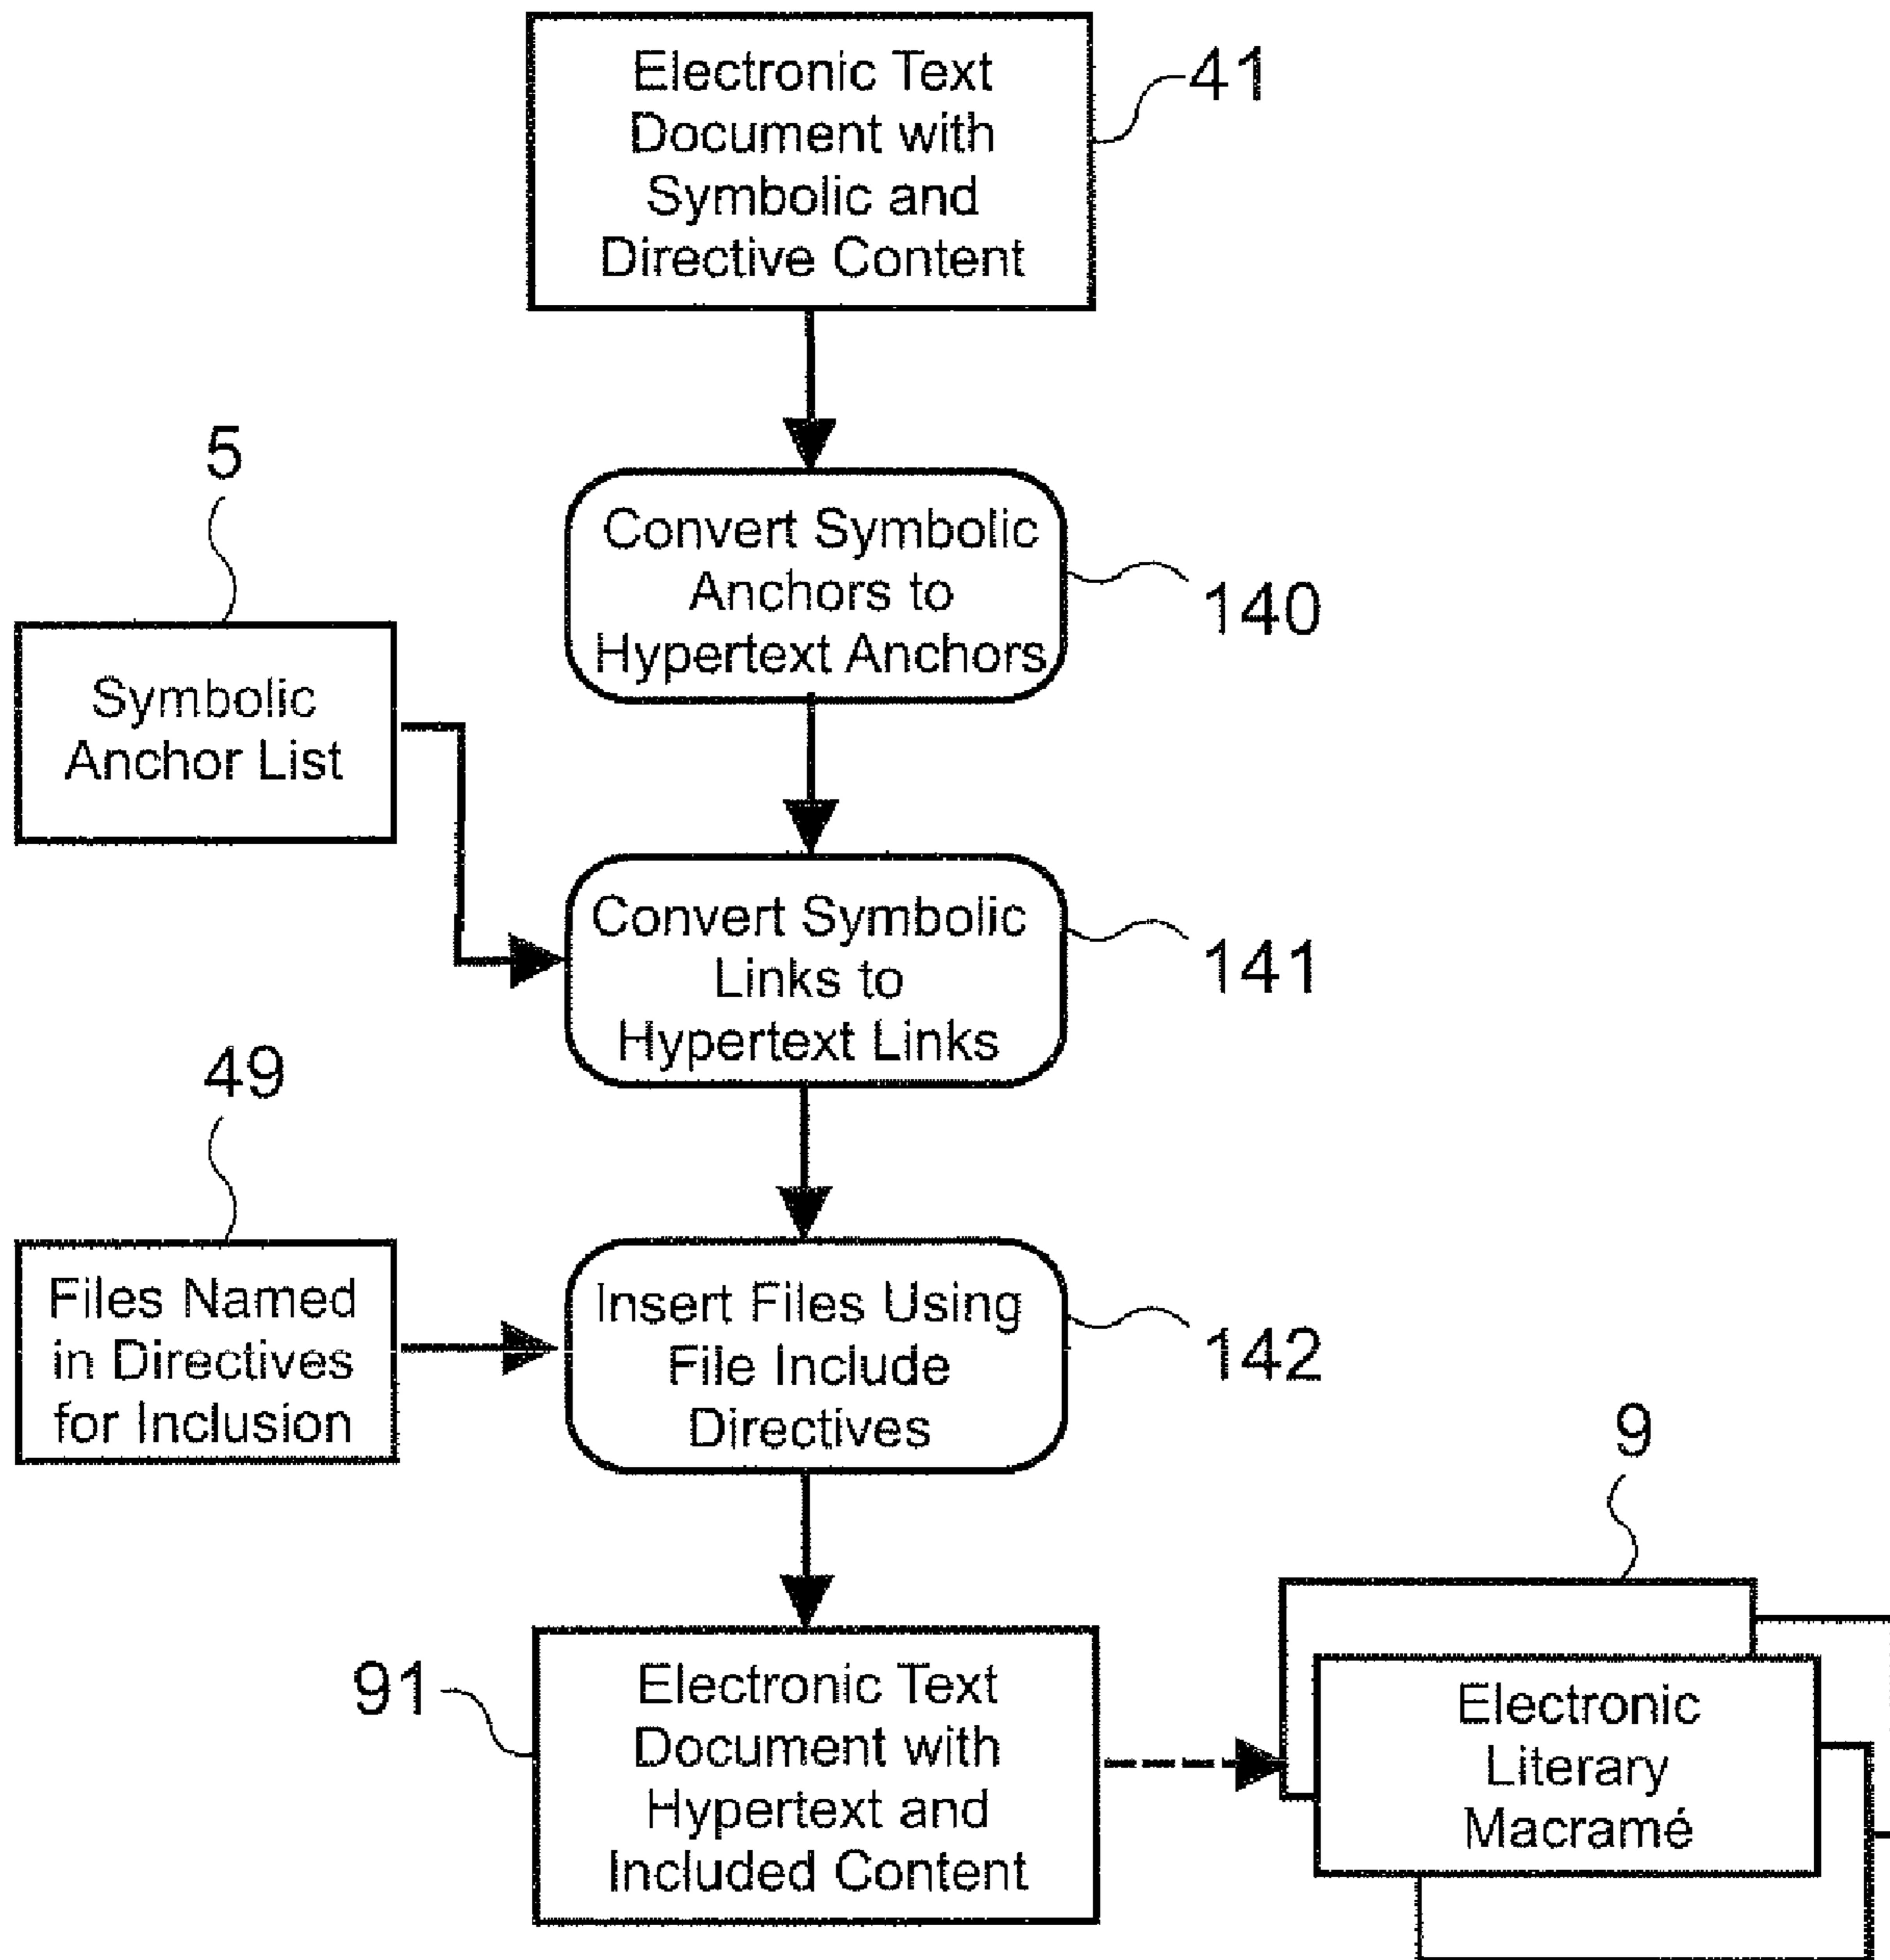 Electronic Text
Document with
Symbolic and
Directive Content
41
5
Convert Symbolic
Anchors to
Hypertext Anchors
140
Symbolic
Anchor List
Convert Symbolic
Links to
Hypertext Links
141
49
Files Named
in Directives
for Inclusion
Insert Files Using
File Include
Directives
142
9
91
Electronic Text
Document with
Hypertext and
Included Content
Electronic
Literary
Macramé